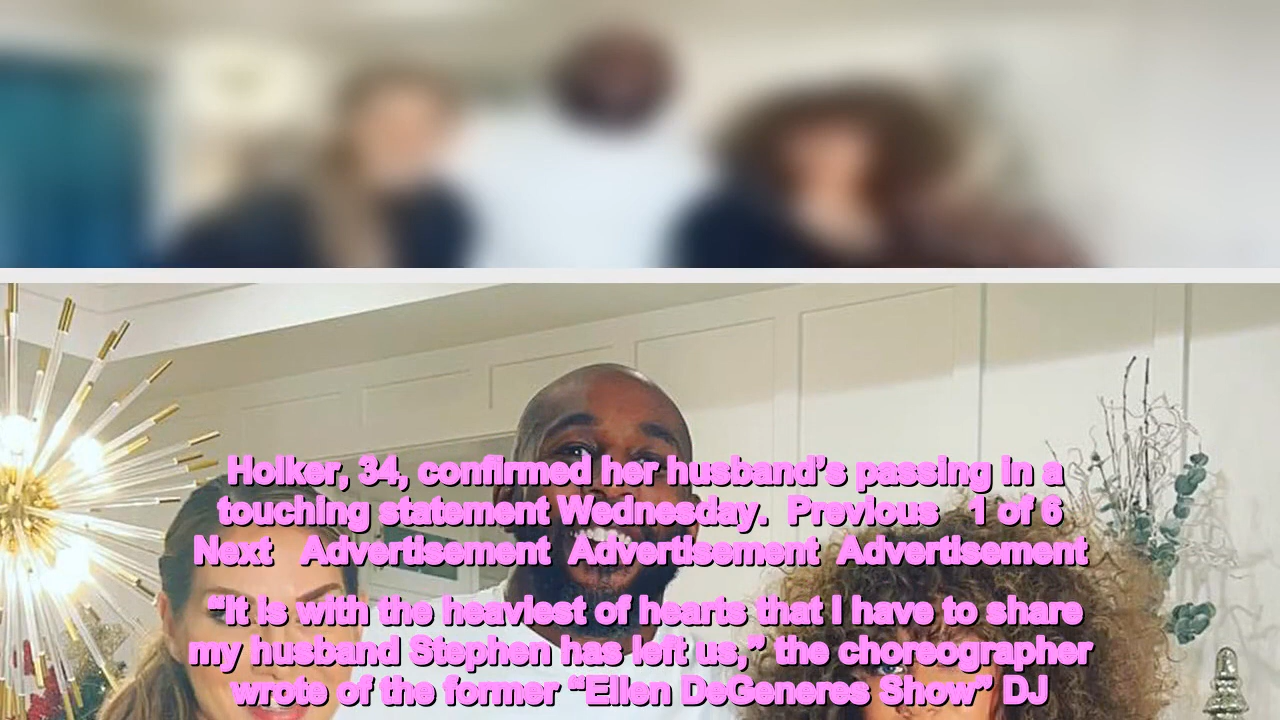 Holker, 34, confirmed her husband's passing in a
touching statement Wednesday.  Previous   1 of 6
Next   Advertisement  Advertisement  Advertisement
“It is with the heaviest of hearts that I have to share
my husband Stephen has left us,” the choreographer
wrote of the former “Ellen DeGeneres Show” DJ